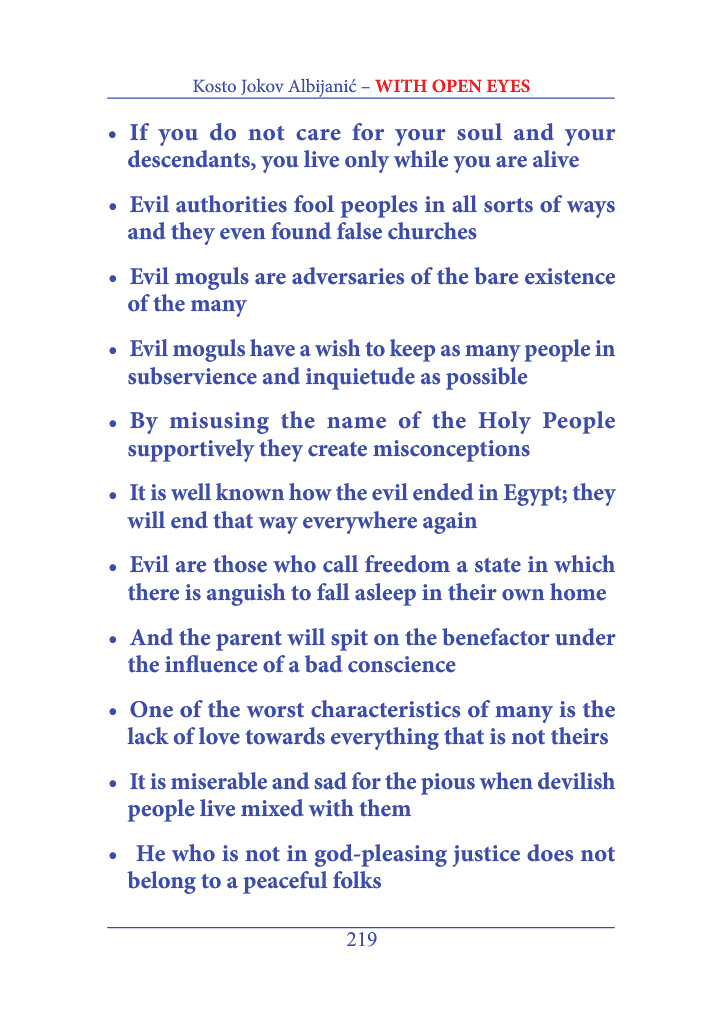 Kosto Jokov Albijanić – WITH OPEN EYES
• If you do not care for your soul and your
descendants, you live only while you are alive
• Evil authorities fool peoples in all sorts of ways
and they even found false churches
• Evil moguls are adversaries of the bare existence
of the many
• Evil moguls have a wish to keep as many people in
subservience and inquietude as possible
• By misusing the name of the Holy People
supportively they create misconceptions
• It is well known how the evil ended in Egypt; they
will end that way everywhere again
• Evil are those who call freedom a state in which
there is anguish to fall asleep in their own home
• And the parent will spit on the benefactor under
the influence of a bad conscience
• One of the worst characteristics of many is the
lack of love towards everything that is not theirs
• It is miserable and sad for the pious when devilish
people live mixed with them
• He who is not in god-pleasing justice does not
belong to a peaceful folks
219